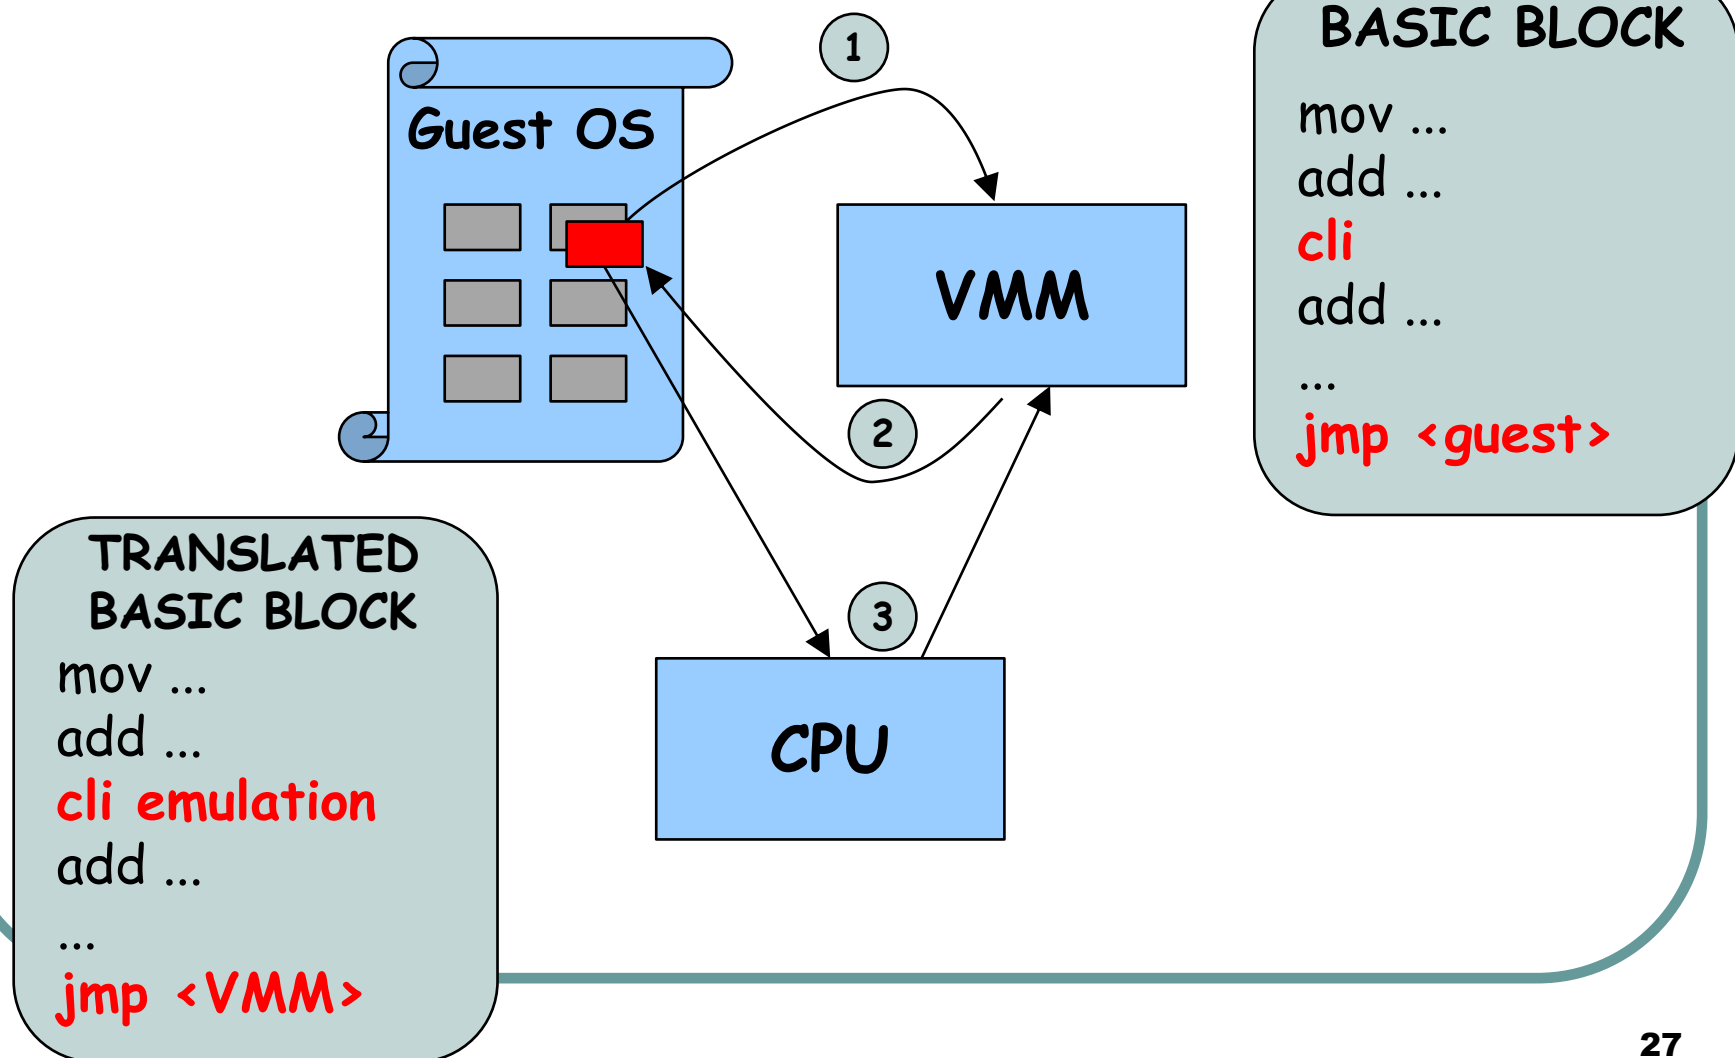 BASIC BLOCK
mov ...
add ...
cli
add ...
...
jmp <guest>
1
Guest OS
VMM
2
3
CPU
TRANSLATED
BASIC BLOCK
mov ...
add ...
cli emulation
add ...
...
jmp <VMM>
27